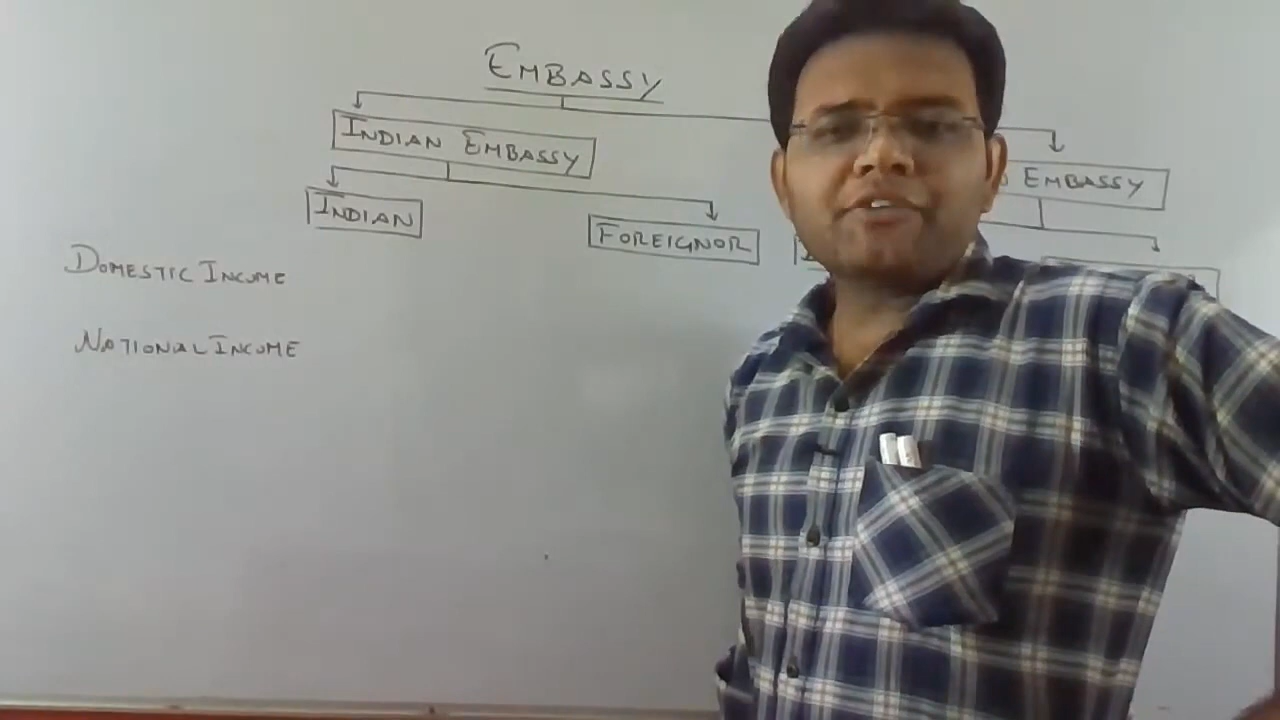 EMBASSY
INDIAN EMBASSY
EMBASSY
INDIAN
FOREIGNOR
DOMESTIC INCOME
NATIONAL INCOME